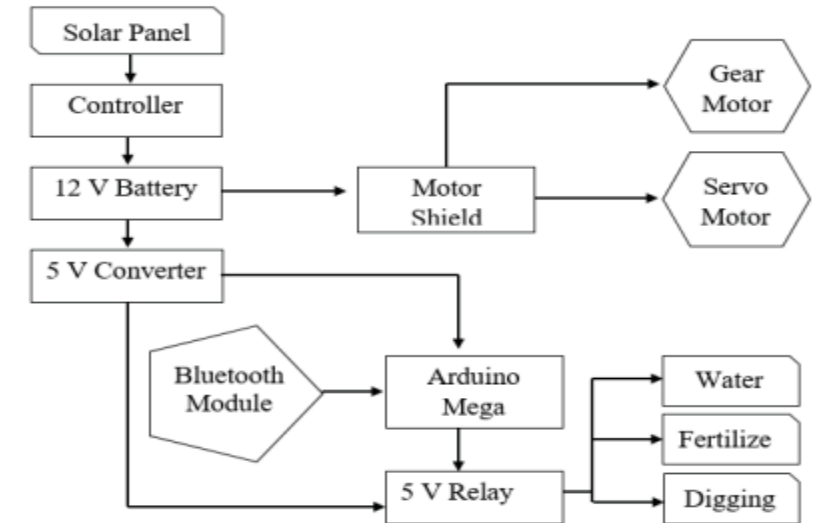 Solar Panel
Controller
12 V Battery
5 V Converter
Motor
Shield
Gear
Motor
Servo
Motor
Bluetooth
Module
Arduino
Mega
5 V Relay
Water
Fertilize
Digging